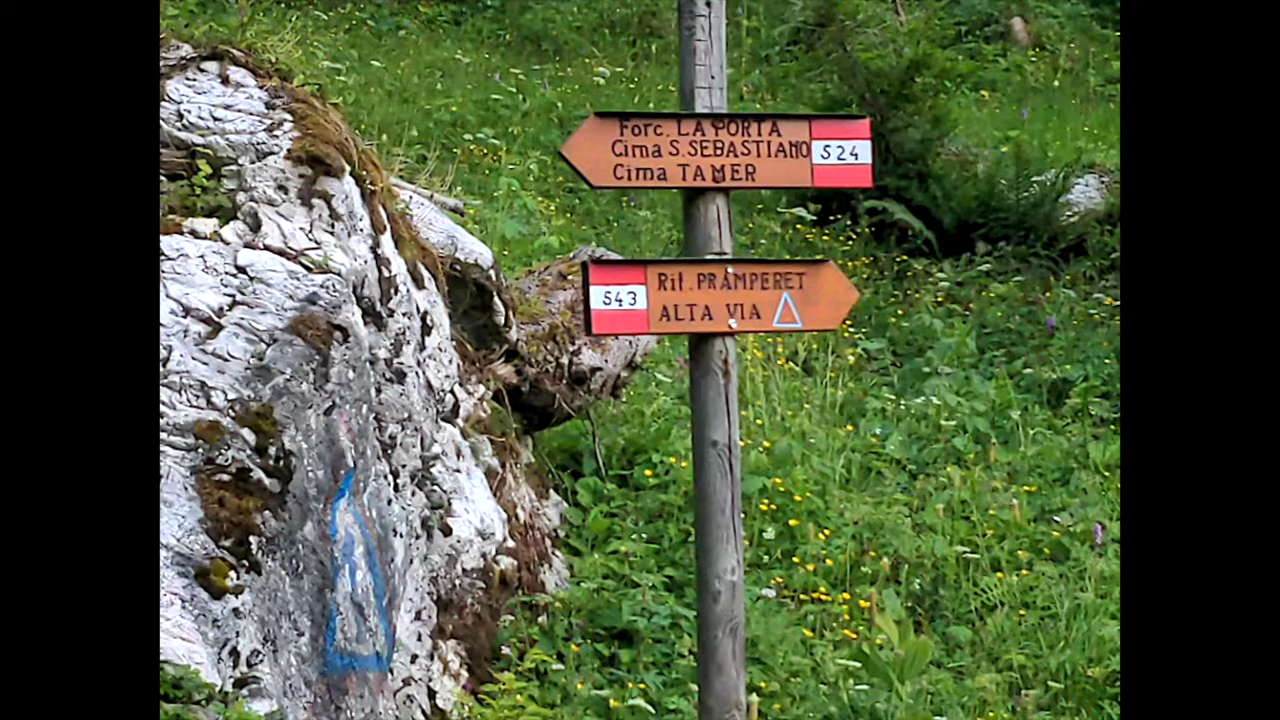 Forc. LA PORTA
Cima S. SEBASTIANO
Cima TAMER
524
543
Rif. PRAMPERET
ALTA VIA